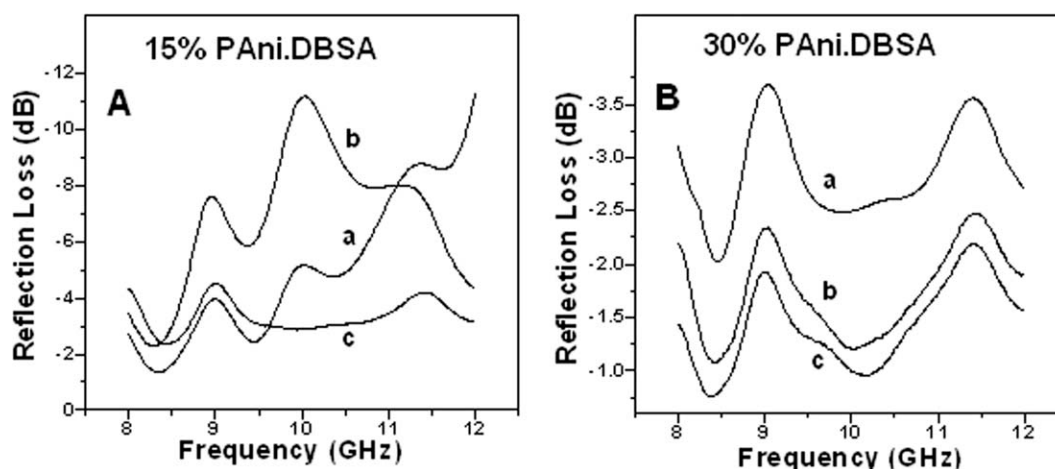 15% PAni.DBSA
A
Reflection Loss (dB)
-12
-10
-8
-6
-4
-2
0
b
a
c
8
9
10
11
12
Frequency (GHz)
30% PAni.DBSA
B
Reflection Loss (dB)
-3.5
-3.0
-2.5
-2.0
-1.5
-1.0
a
b
c
8
9
10
11
12
Frequency (GHz)